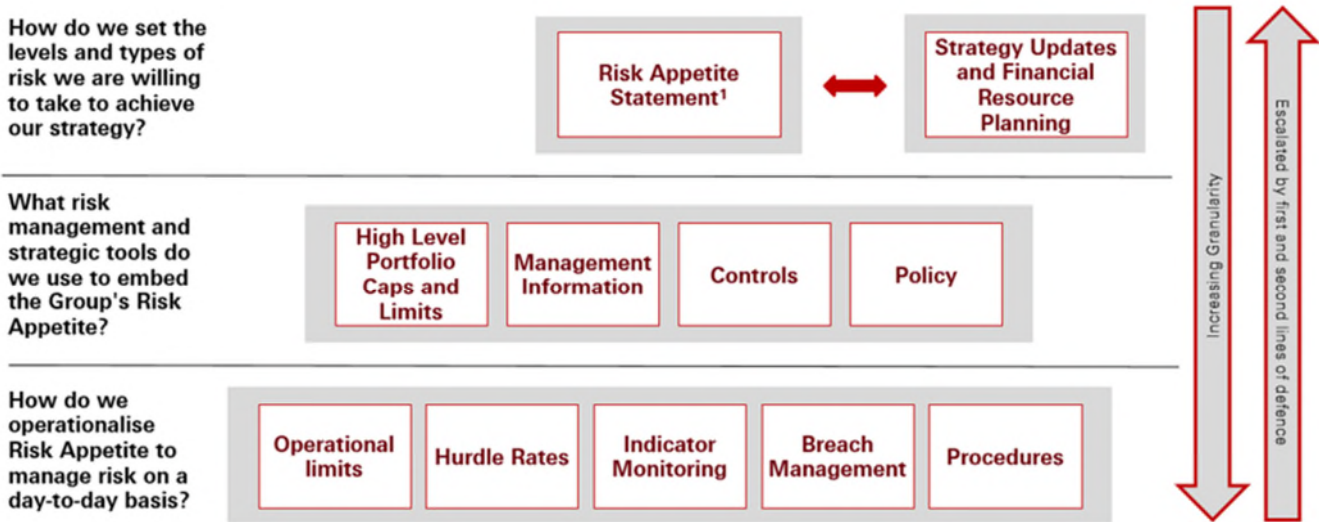 How do we set the
levels and types of
risk we are willing
to take to achieve
our strategy?
Risk Appetite
Statement¹
Strategy Updates
and Financial
Resource
Planning
What risk
management and
strategic tools do
we use to embed
the Group's Risk
Appetite?
High Level
Portfolio
Caps and
Limits
Management
Information
Controls
Policy
How do we
operationalise
Risk Appetite to
manage risk on a
day-to-day basis?
Operational
limits
Hurdle Rates
Indicator
Monitoring
Breach
Management
Procedures
Increasing Granularity
Escalated by first and second lines of defence